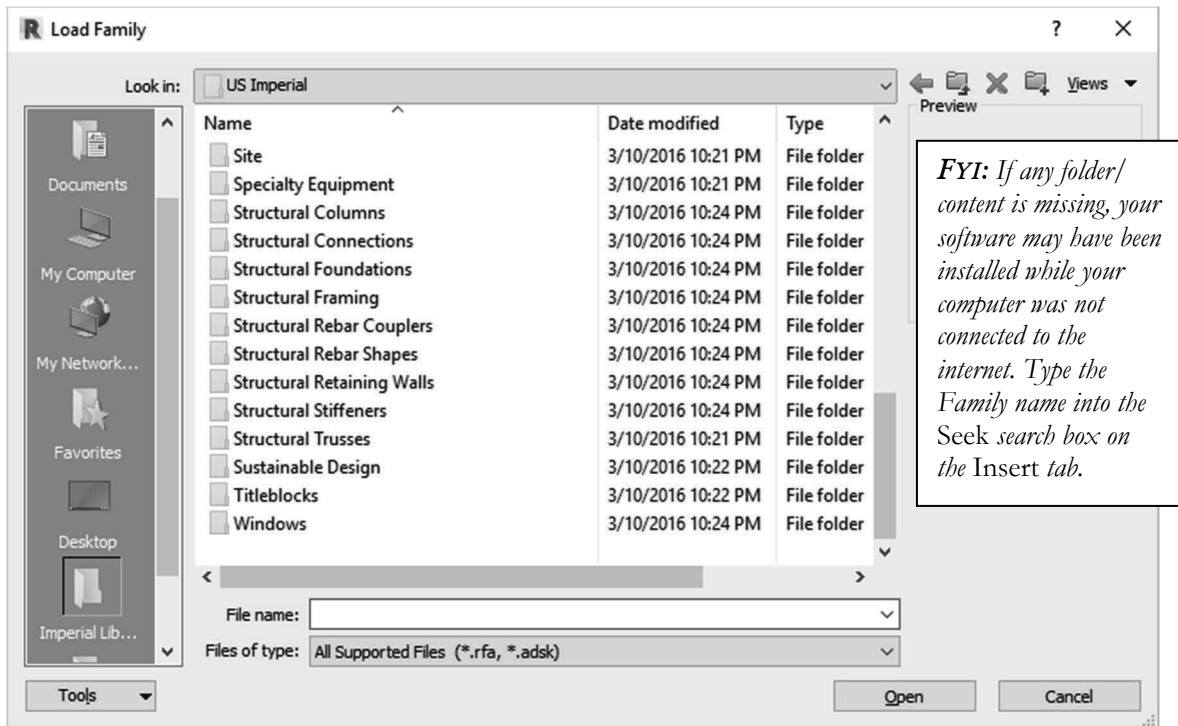 Load Family
?
Look in:
US Imperial
Views
Documents
My Computer
My Network...
Favorites
Desktop
Imperial Lib...
Name Date modified Type
Site 3/10/2016 10:21 PM File folder
Specialty Equipment 3/10/2016 10:21 PM File folder
Structural Columns 3/10/2016 10:24 PM File folder
Structural Connections 3/10/2016 10:24 PM File folder
Structural Foundations 3/10/2016 10:24 PM File folder
Structural Framing 3/10/2016 10:24 PM File folder
Structural Rebar Couplers 3/10/2016 10:24 PM File folder
Structural Rebar Shapes 3/10/2016 10:24 PM File folder
Structural Retaining Walls 3/10/2016 10:24 PM File folder
Structural Stiffeners 3/10/2016 10:24 PM File folder
Structural Trusses 3/10/2016 10:21 PM File folder
Sustainable Design 3/10/2016 10:22 PM File folder
Titleblocks 3/10/2016 10:22 PM File folder
Windows 3/10/2016 10:24 PM File folder
Preview
FYI: If any folder/
content is missing, your
software may have been
installed while your
computer was not
connected to the
internet. Type the
Family name into the
Seek search box on
the Insert tab.
File name:
Files of type: All Supported Files (*.rfa, *.adsk)
Tools
Open
Cancel